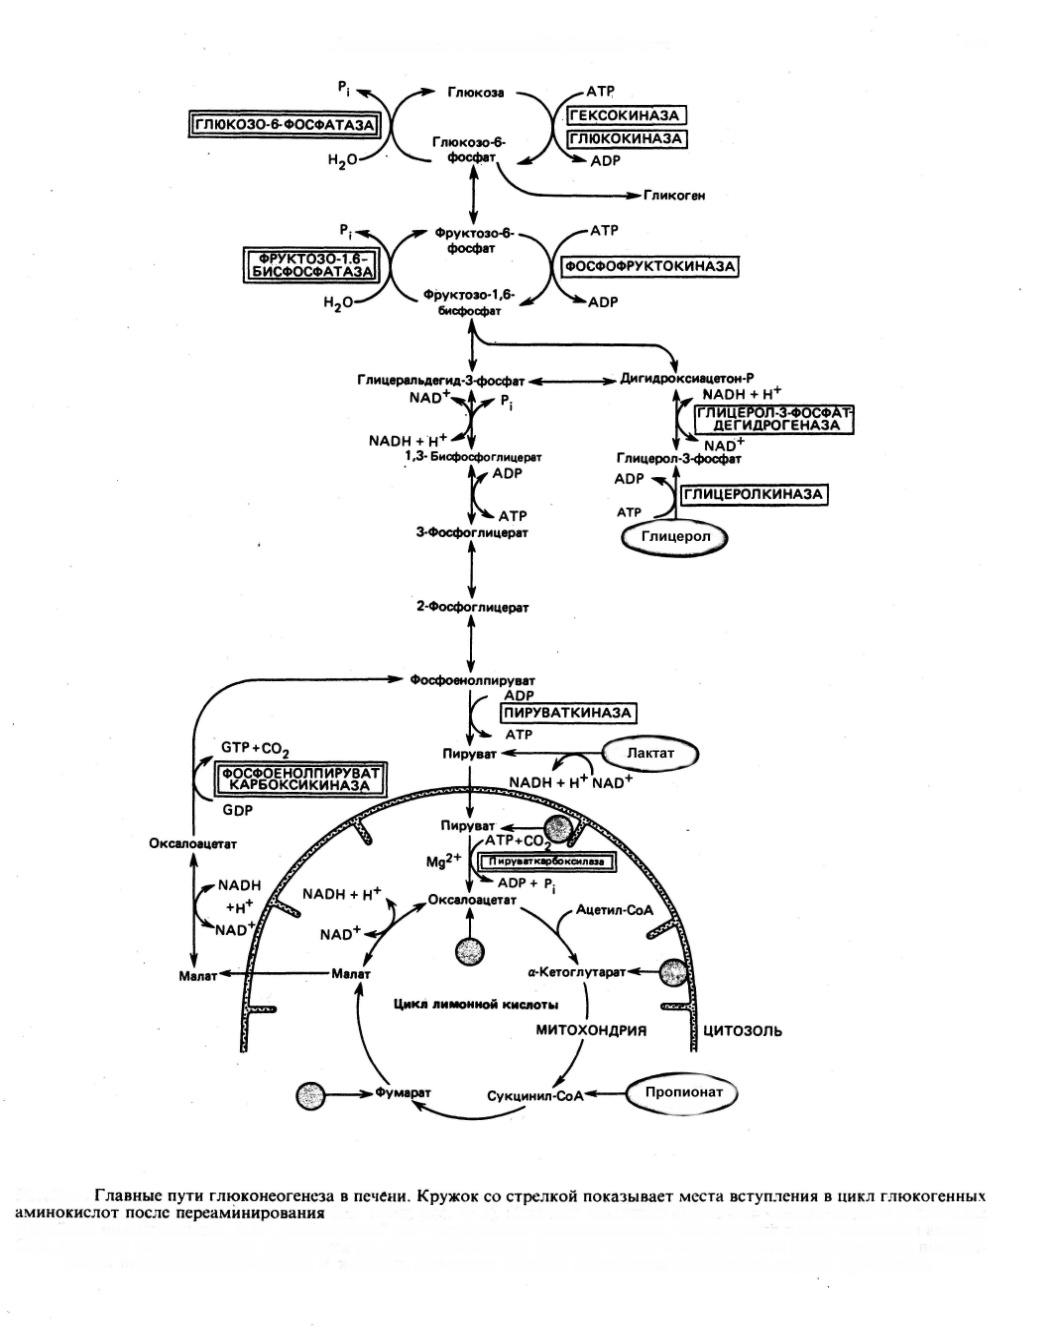 Pi
Глюкоза
ATP
ГЕКСОКИНАЗА
ГЛЮКОЗО-6-ФОСФАТАЗА
ГЛЮКОКИНАЗА
Глюкозо-6-
фосфат
H2O
ADP
Гликоген
Pi
Фруктозо-6-
фосфат
ATP
ФРУКТОЗО-1,6-
БИСФОСФАТАЗА
ФОСФОФРУКТОКИНАЗА
H2O
Фруктозо-1,6-
бисфосфат
ADP
Глицеральдегид-3-фосфат
Дигидроксиацетон-P
NAD+
Pi
NADH + H+
ГЛИЦЕРОЛ-3-ФОСФАТ-
ДЕГИДРОГЕНАЗА
NADH + H+
NAD+
1,3- Бисфосфоглицерат
Глицерол-3-фосфат
ADP
ADP
ГЛИЦЕРОЛКИНАЗА
ATP
ATP
3-Фосфоглицерат
Глицерол
2-Фосфоглицерат
Фосфоенолпируват
ADP
ПИРУВАТКИНАЗА
ATP
GTP+CO2
Пируват
Лактат
ФОСФОЕНОЛПИРУВАТ
КАРБОКСИКИНАЗА
NADH + H+ NAD+
GDP
Пируват
Оксалоацетат
ATP+CO2
Mg2+
Пируваткарбоксилаза
ADP + Pi
NADH
+H+
NAD+
NADH + H+
Оксалоацетат
Ацетил-CoA
NAD+
Малат
Малат
α-Кетоглутарат
Цикл лимонной кислоты
МИТОХОНДРИЯ
ЦИТОЗОЛЬ
Фумарат
Сукцинил-CoA
Пропионат
Главные пути глюконеогенеза в печени. Кружок со стрелкой показывает места вступления в цикл глюкогенных
аминокислот после переаминирования